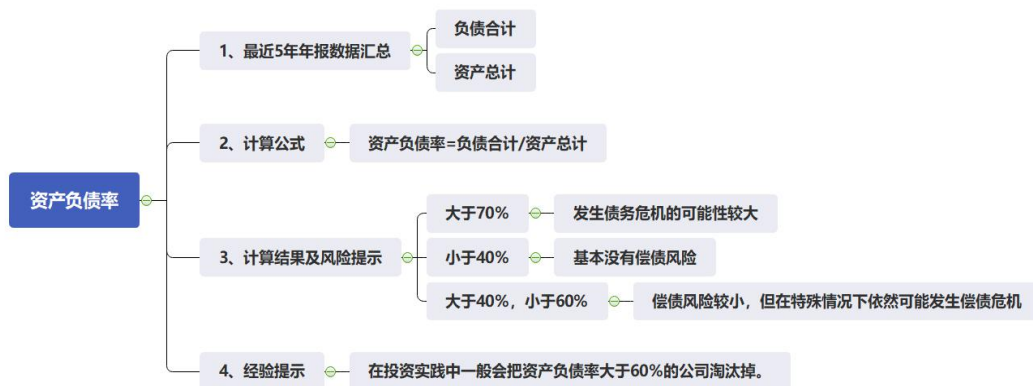 资产负债率
1、最近5年年报数据汇总
负债合计
资产总计
2、计算公式
资产负债率=负债合计/资产总计
3、计算结果及风险提示
大于70%
发生债务危机的可能性较大
小于40%
基本没有偿债风险
大于40%，小于60%
偿债风险较小，但在特殊情况下依然可能发生偿债危机
4、经验提示
在投资实践中一般会把资产负债率大于60%的公司淘汰掉。